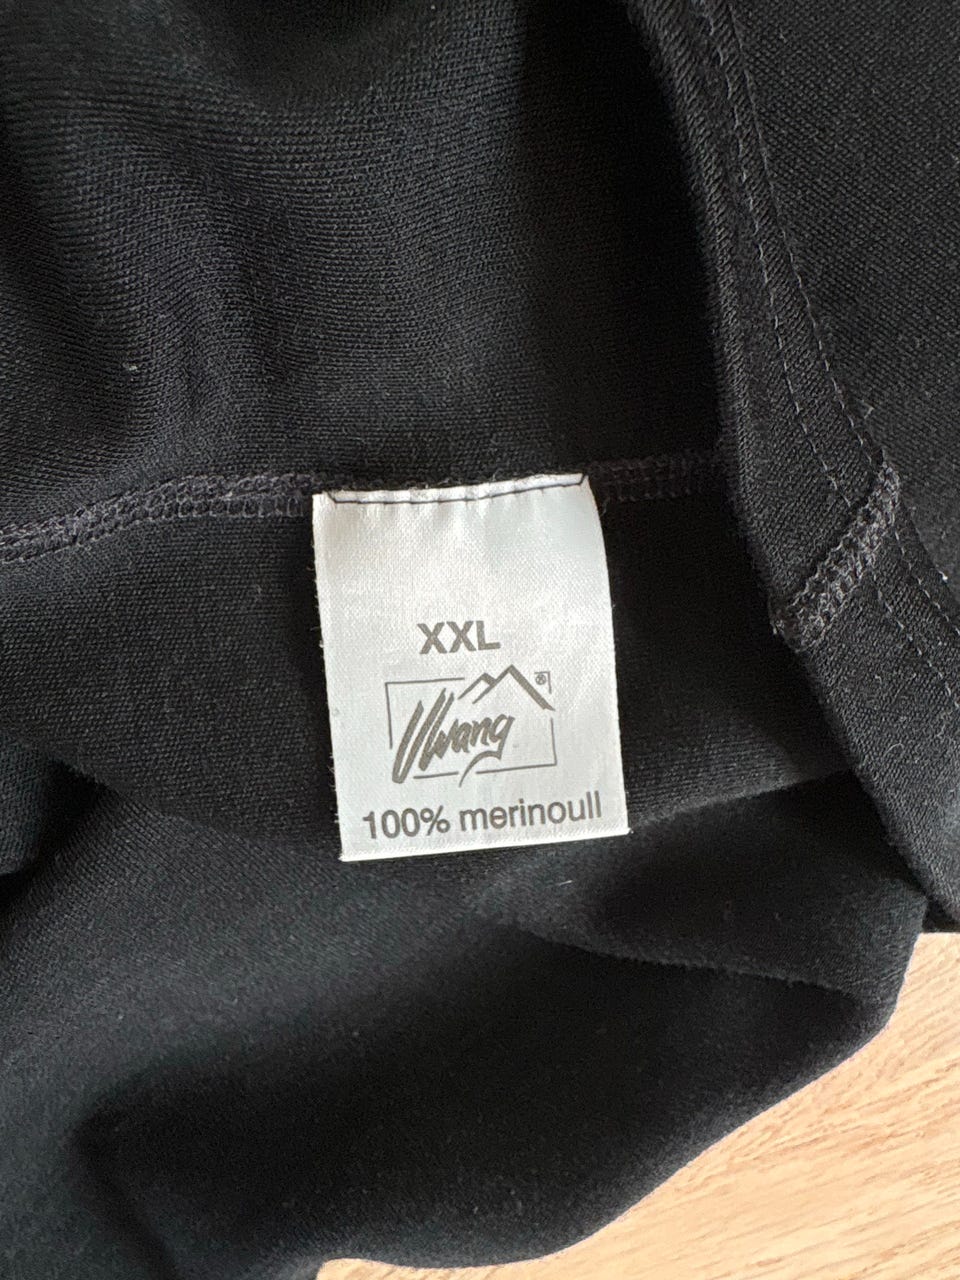 XXL
Ulvang
®
100% merinoull